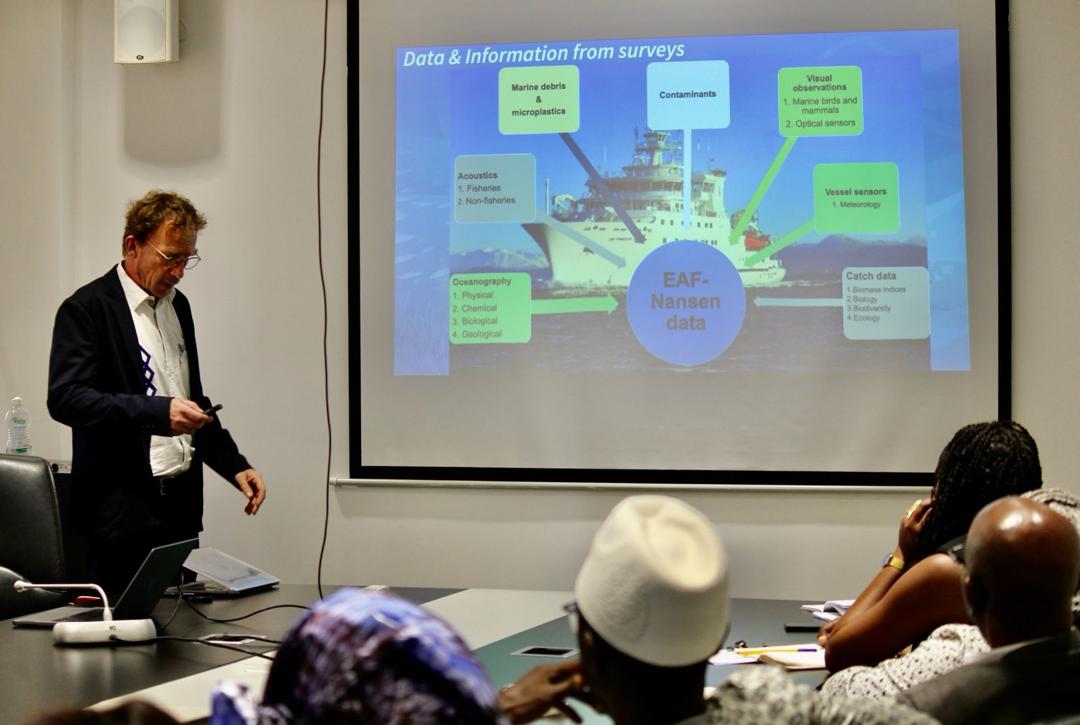 Data & Information from surveys
Marine debris
&
microplastics
Contaminants
Visual
observations
1. Marine birds and
mammals
2. Optical sensors
Acoustics
1. Fisheries
2. Non-fisheries
Vessel sensors
1. Meteorology
Oceanography
1. Physical
2. Chemical
3. Biological
4. Geological
EAF-
Nansen
data
Catch data
1.Biomass indices
2.Biology
3.Biodiversity
4.Ecology